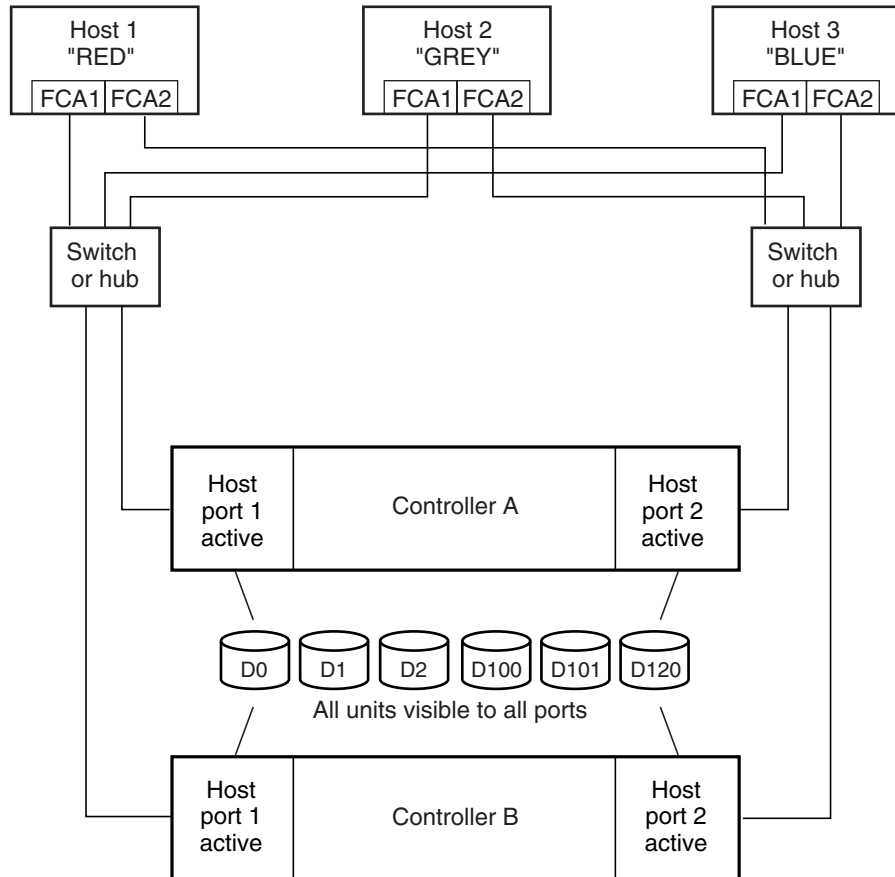 Host 1
"RED"
FCA1 FCA2
Host 2
"GREY"
FCA1 FCA2
Host 3
"BLUE"
FCA1 FCA2
Switch
or hub
Switch
or hub
Host
port 1
active
Controller A
Host
port 2
active
D0 D1 D2 D100 D101 D120
All units visible to all ports
Host
port 1
active
Controller B
Host
port 2
active